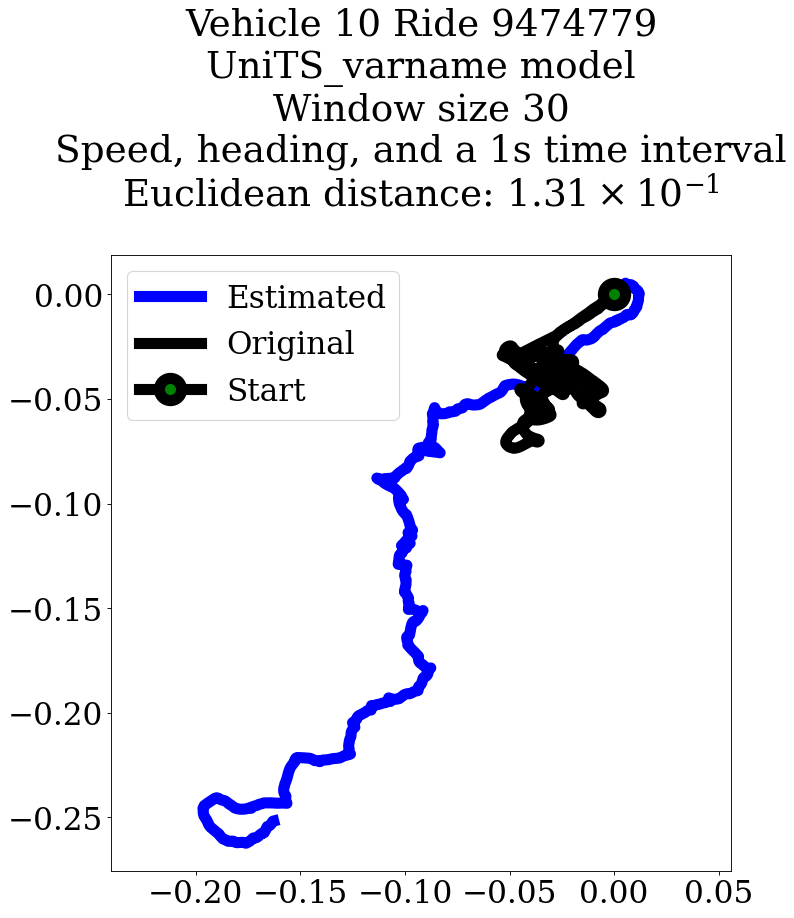 Vehicle 10 Ride 9474779
UniTS_varname model
Window size 30
Speed, heading, and a 1s time interval
Euclidean distance: 1.31 × 10⁻¹
Estimated
Original
Start
0.00
−0.05
−0.10
−0.15
−0.20
−0.25
−0.20 −0.15 −0.10 −0.05 0.00 0.05